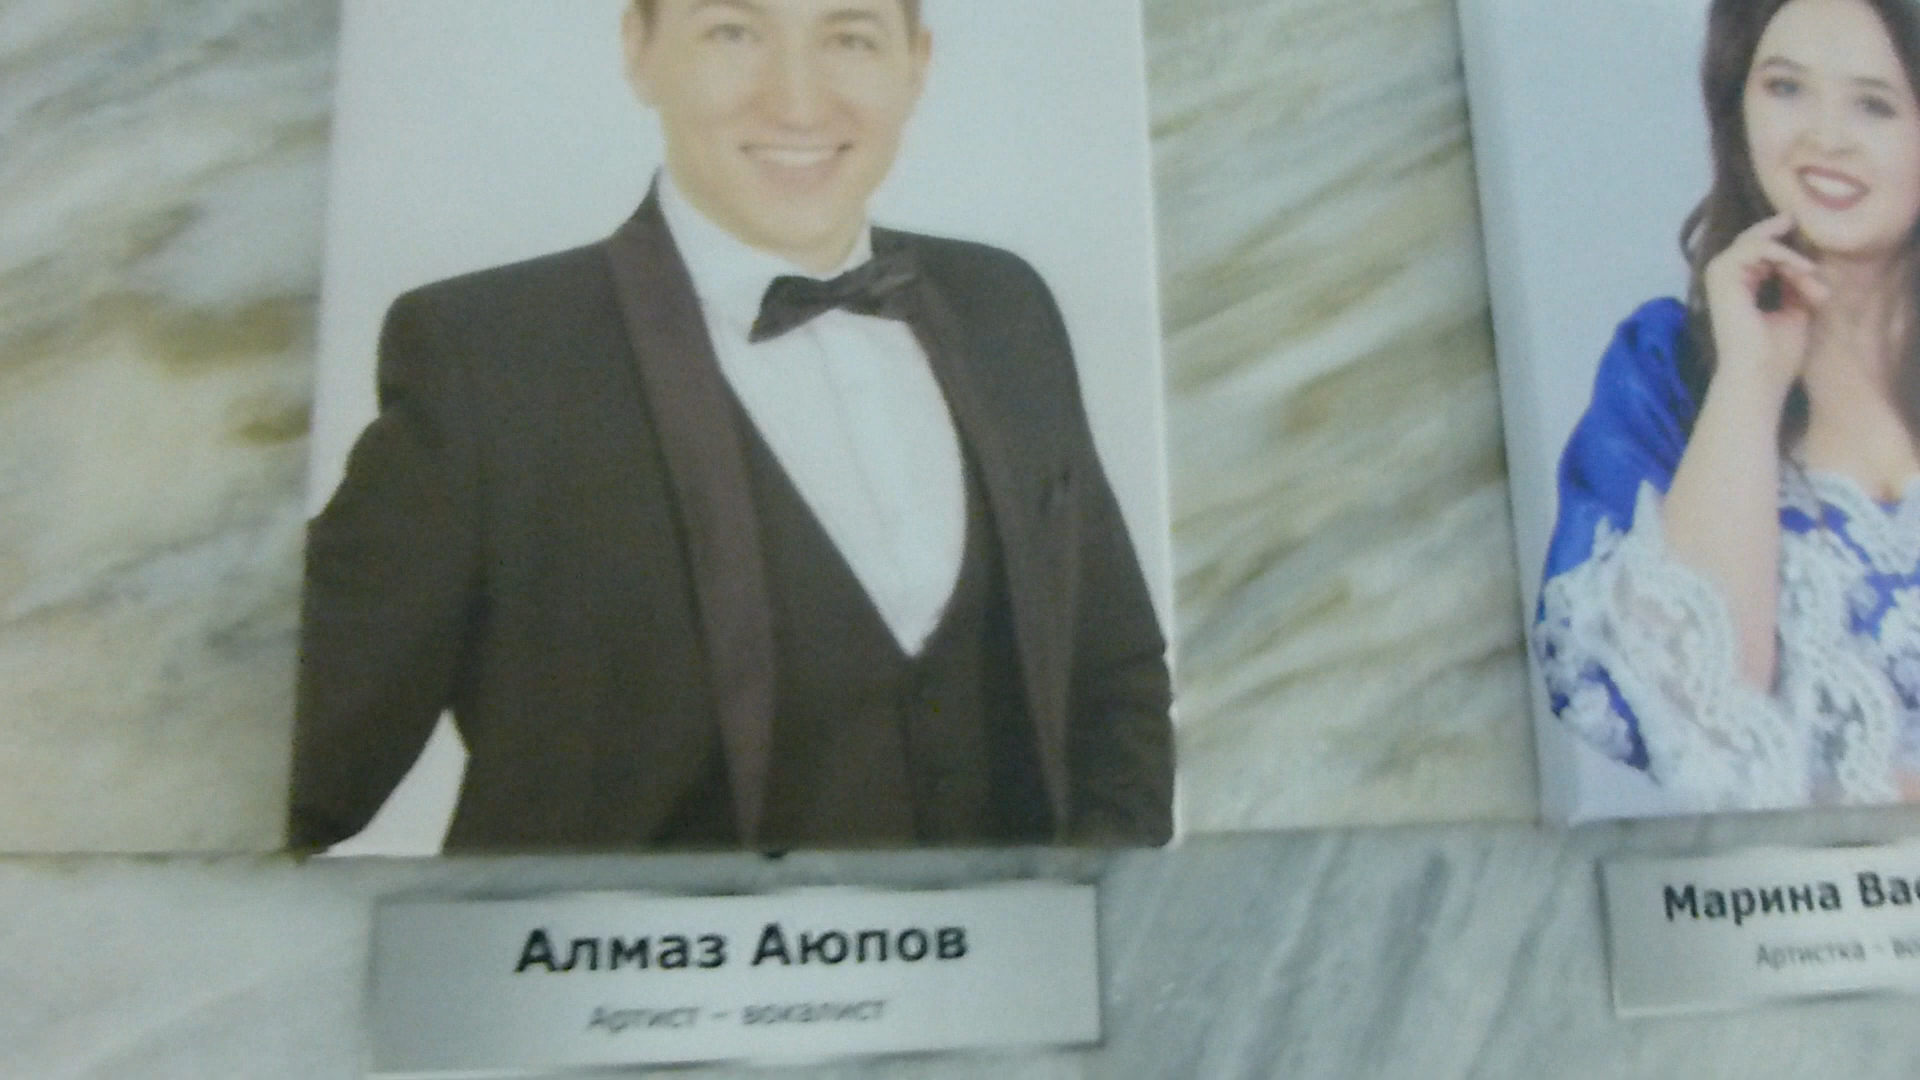 Алмаз Аюпов
Артист - вокалист
Марина
Артистка -